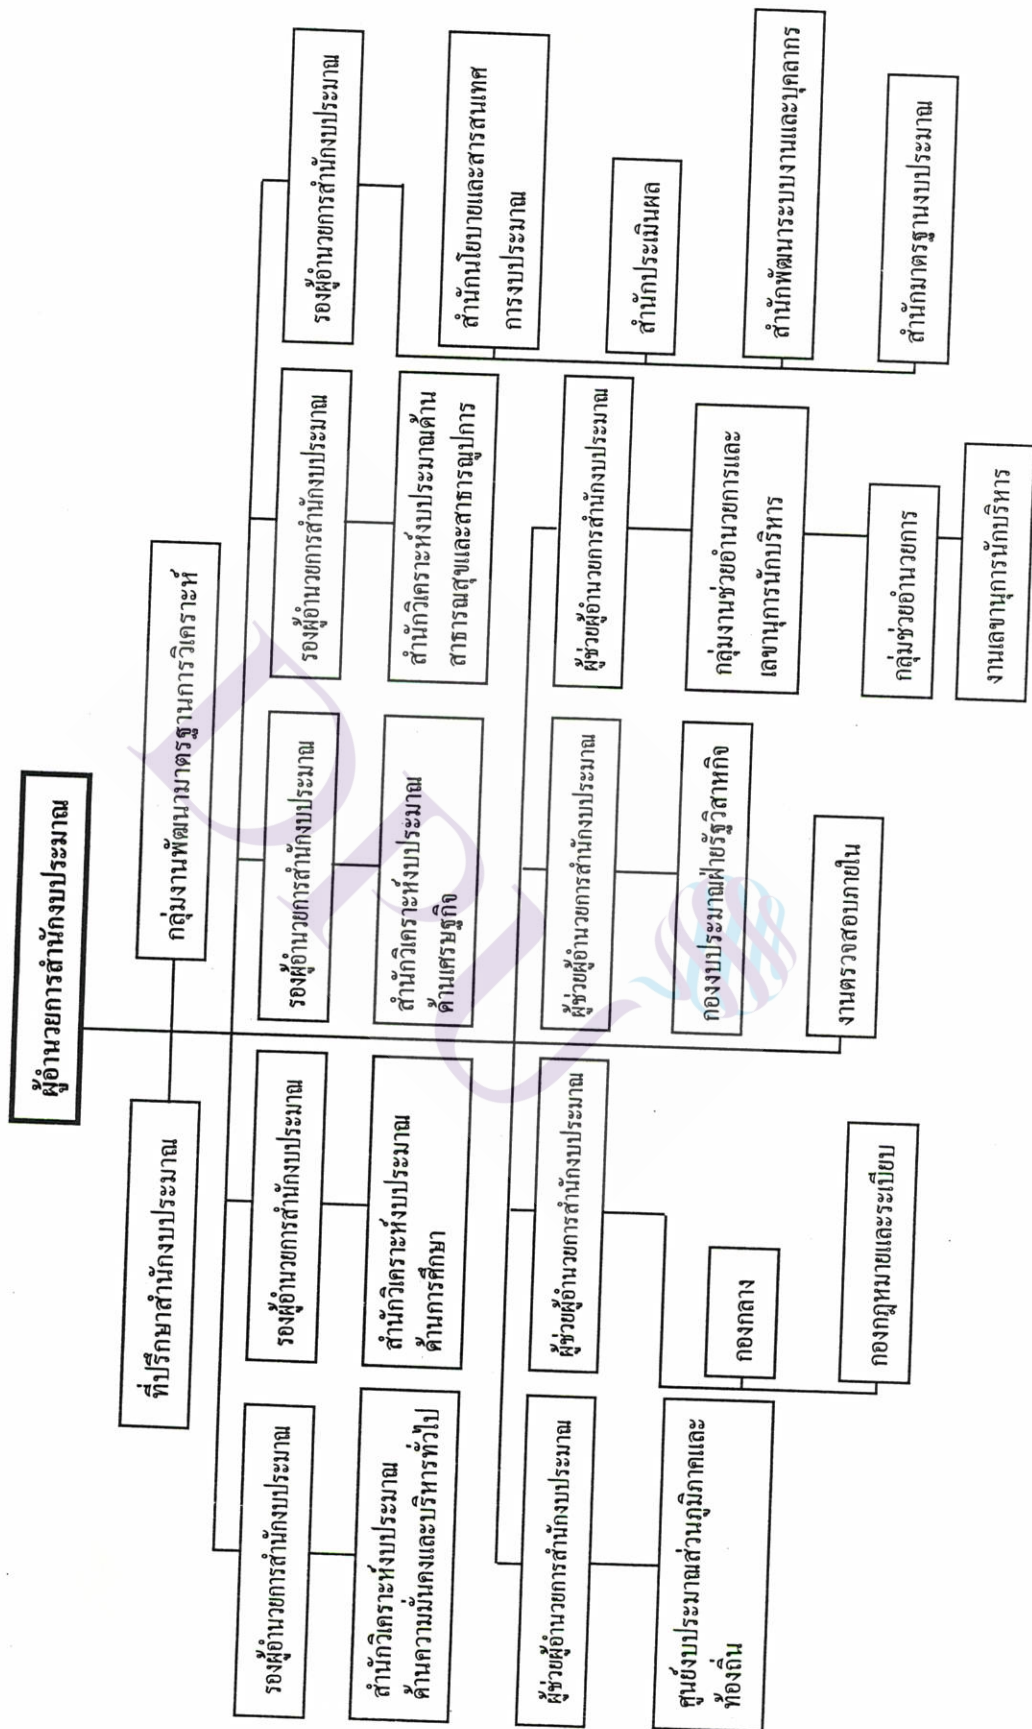 ผู้อำนวยการสำนักงบประมาณ
ที่ปรึกษาสำนักงบประมาณ
กลุ่มงานพัฒนามาตรฐานการวิเคราะห์
รองผู้อำนวยการสำนักงบประมาณ
รองผู้อำนวยการสำนักงบประมาณ
รองผู้อำนวยการสำนักงบประมาณ
รองผู้อำนวยการสำนักงบประมาณ
รองผู้อำนวยการสำนักงบประมาณ
สำนักวิเคราะห์งบประมาณ
ด้านความมั่นคงและบริหารทั่วไป
สำนักวิเคราะห์งบประมาณ
ด้านการศึกษา
สำนักวิเคราะห์งบประมาณ
ด้านเศรษฐกิจ
สำนักวิเคราะห์งบประมาณด้าน
สาธารณสุขและสาธารณูปการ
สำนักนโยบายและสารสนเทศ
การงบประมาณ
สำนักประเมินผล
สำนักพัฒนาระบบงานและบุคลากร
สำนักมาตรฐานงบประมาณ
ผู้ช่วยผู้อำนวยการสำนักงบประมาณ
ผู้ช่วยผู้อำนวยการสำนักงบประมาณ
ผู้ช่วยผู้อำนวยการสำนักงบประมาณ
ผู้ช่วยผู้อำนวยการสำนักงบประมาณ
ศูนย์งบประมาณส่วนภูมิภาคและ
ท้องถิ่น
กองกลาง
กองกฎหมายและระเบียบ
กองงบประมาณฝ่ายรัฐวิสาหกิจ
กลุ่มงานช่วยอำนวยการและ
เลขานุการนักบริหาร
กลุ่มช่วยอำนวยการ
งานเลขานุการนักบริหาร
งานตรวจสอบภายใน
DPU